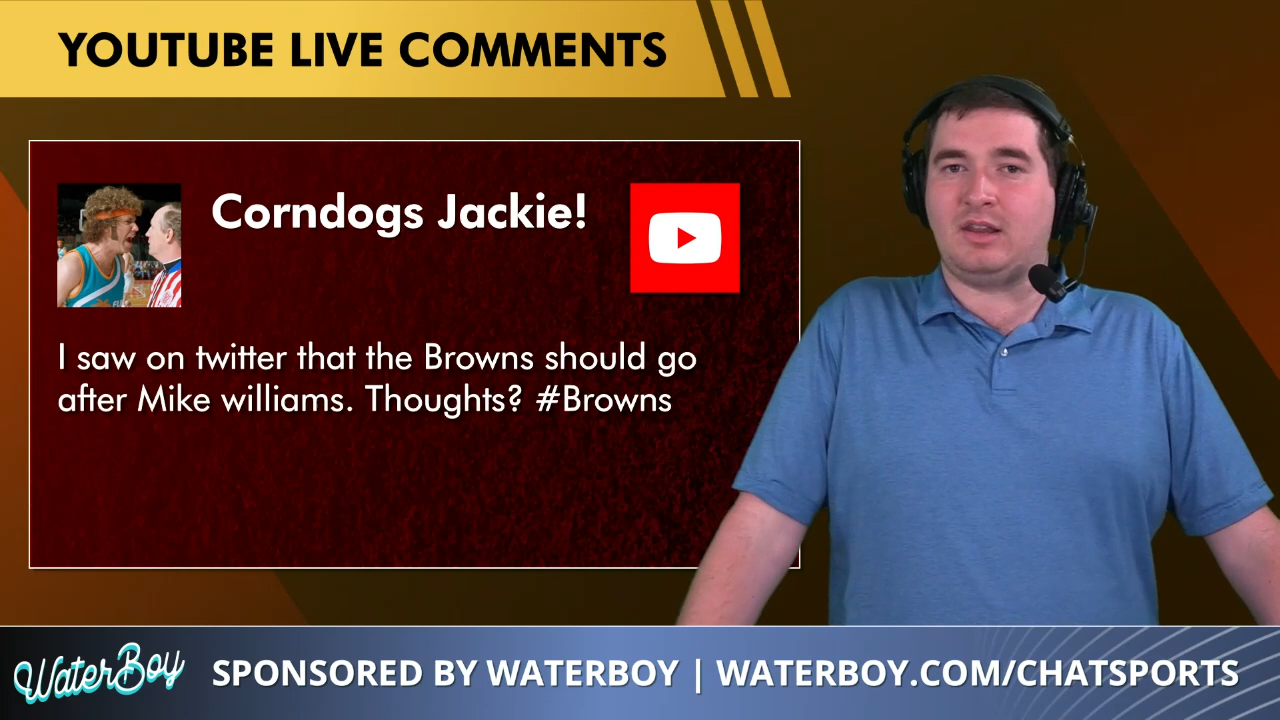 YOUTUBE LIVE COMMENTS
Corndogs Jackie!
I saw on twitter that the Browns should go
after Mike williams. Thoughts? #Browns
WaterBoy
SPONSORED BY WATERBOY | WATERBOY.COM/CHATSPORTS